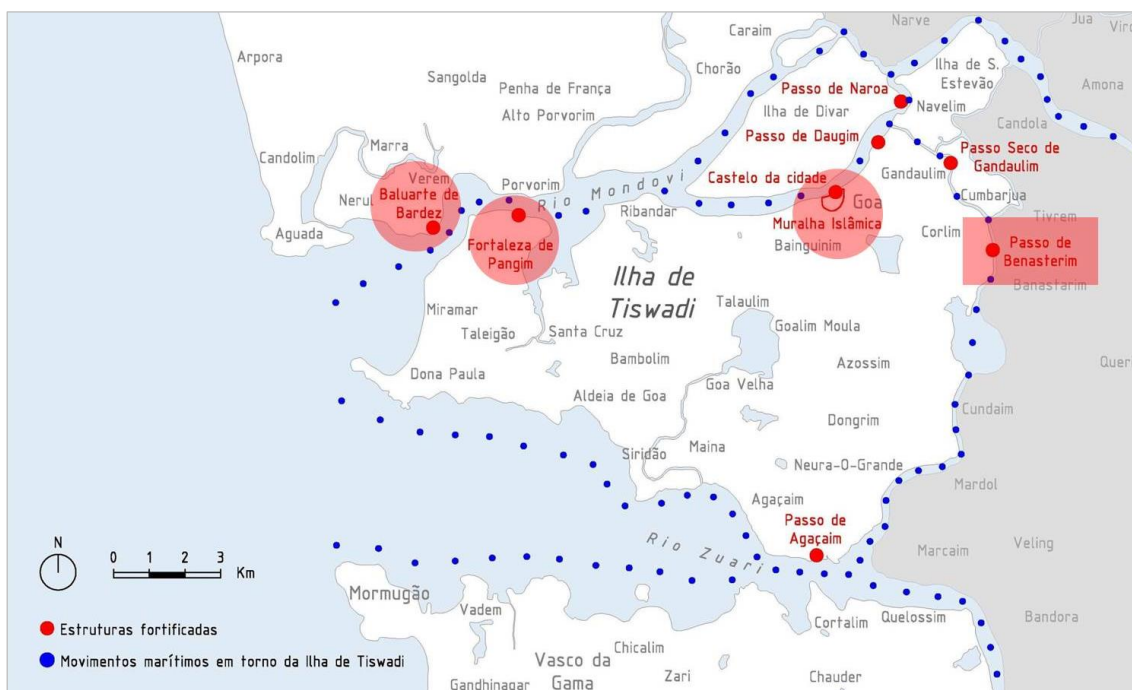 Narve
Jua
Caraim
Arpora
Ilha de S.
Estevão
Chorão
Sangolda
Passo de Naroa
Amona
Penha de França
Ilha de Divar
Navelim
Alto Porvorim
Candola
Passo de Daugim
Marra
Passo Seco de
Gandaulim
Candolim
Gandaulim
Verem
Porvorim
Castelo da cidade
Baluarte de
Bardez
Rio Mondovi
Cumbarjua
Nerul
Ribandar
Goa
Tivrem
Muralha Islâmica
Aguada
Corlim
Fortaleza de
Pangim
Bainguinim
Passo de
Benasterim
Ilha de
Tiswadi
Banastarim
Miramar
Talaulim
Taleigão
Santa Cruz
Goalim Moula
Bambolim
Azossim
Dona Paula
Goa Velha
Aldeia de Goa
Cundaim
Dongrim
Maina
Siridão
Neura-O-Grande
Mardol
Agaçaim
Passo de
Agaçaim
N
Rio Zuari
Veling
Marcaim
0 1 2 3
Km
Mormugão
Vadem
Quelossim
Bandora
Cortalim
Estruturas fortificadas
Chicalim
Movimentos marítimos em torno da Ilha de Tiswadi
Vasco da
Gama
Zari
Chauder
Gandhinagar